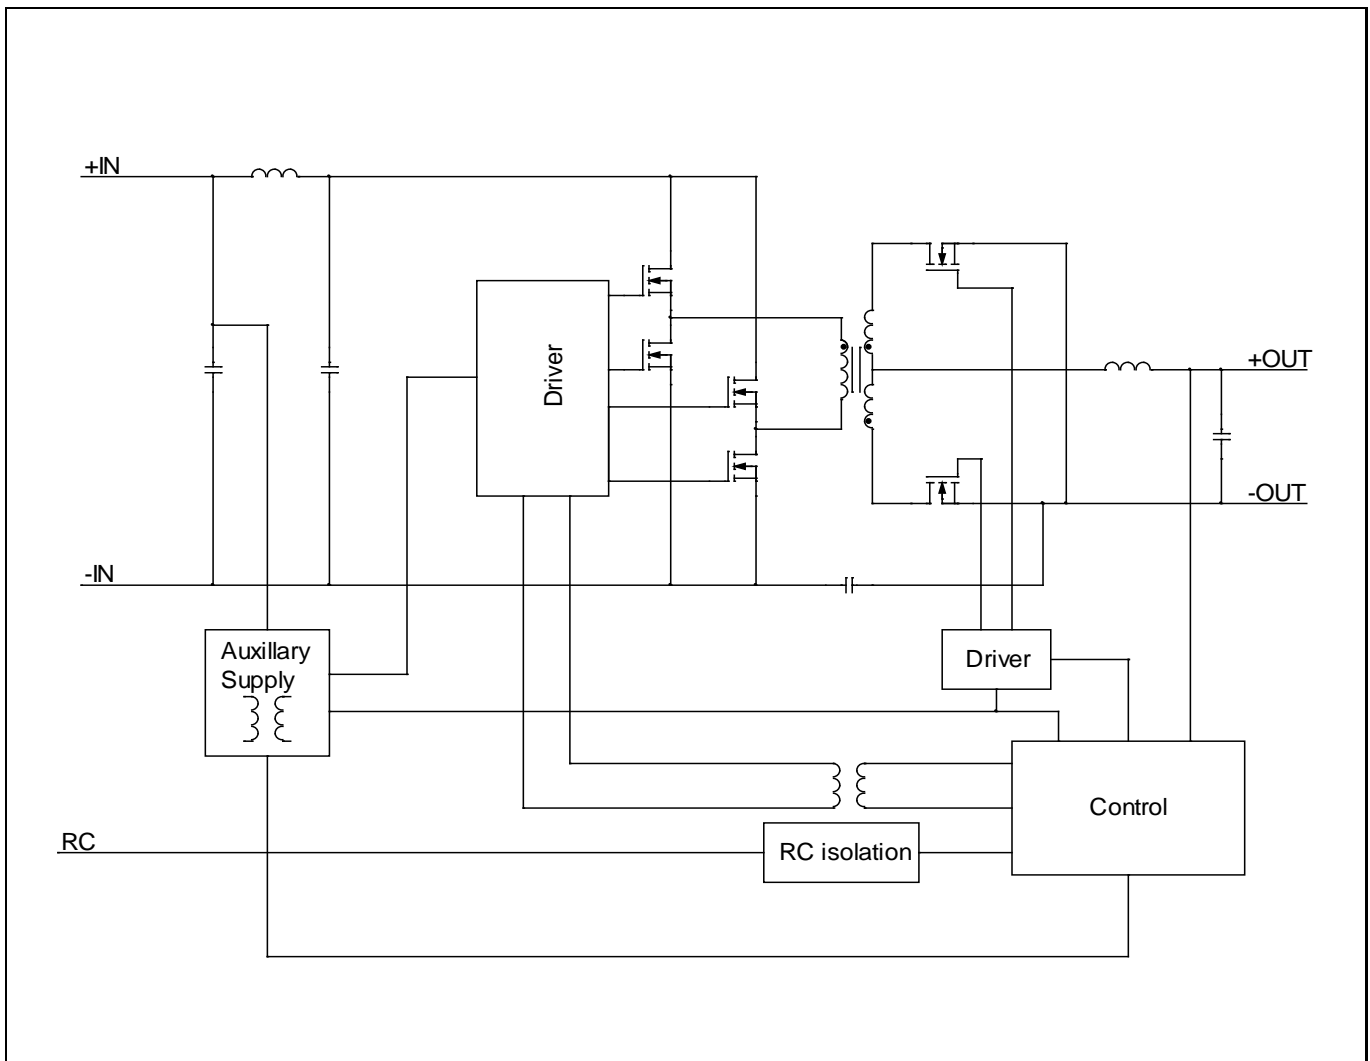 +IN
Driver
+OUT
-OUT
-IN
Auxillary
Supply
Driver
Control
RC
RC isolation